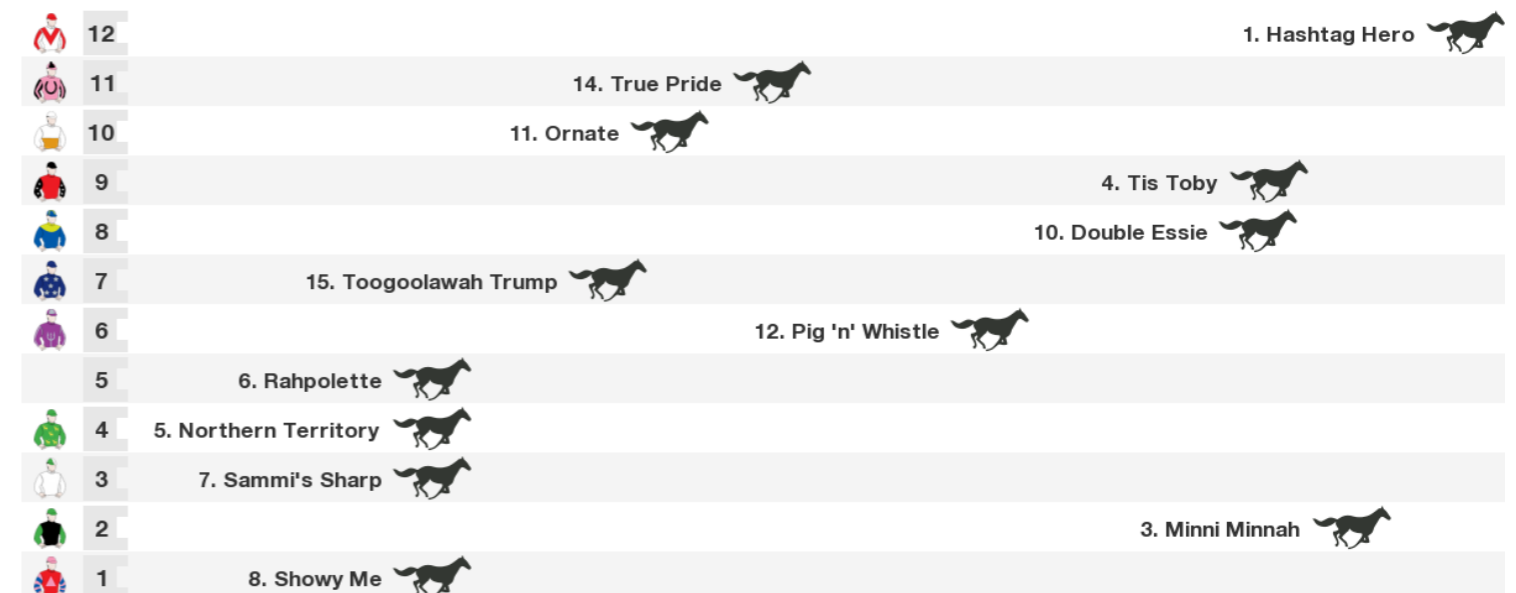 12 1. Hashtag Hero
11 14. True Pride
10 11. Ornate
9 4. Tis Toby
8 10. Double Essie
7 15. Toogoolawah Trump
6 12. Pig 'n' Whistle
5 6. Rahpolette
4 5. Northern Territory
3 7. Sammi's Sharp
2 3. Minni Minnah
1 8. Showy Me